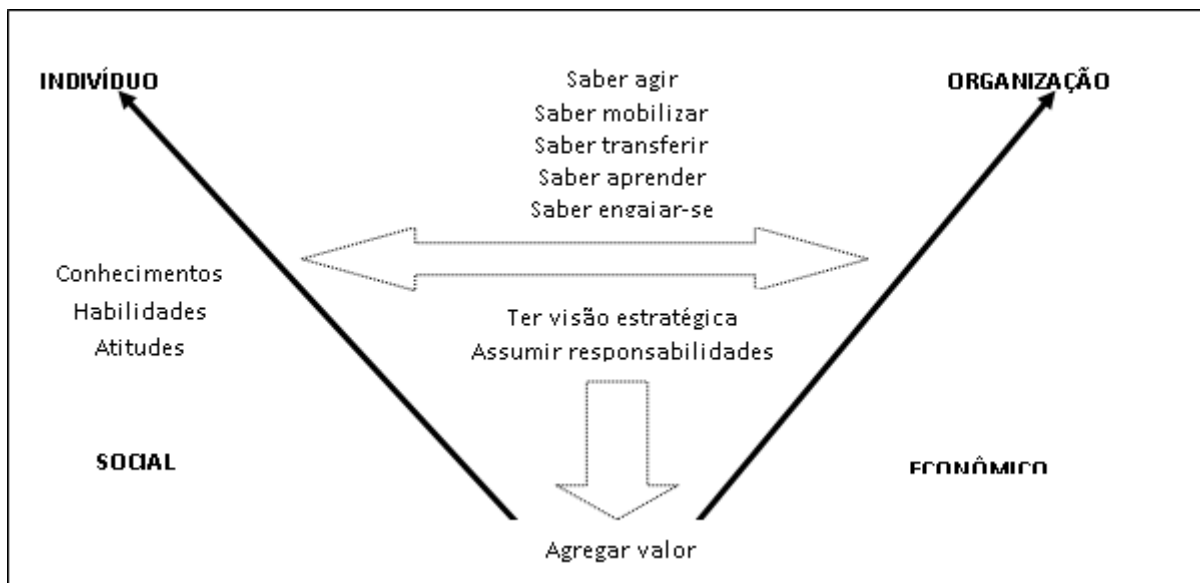 INDIVÍDUO
Saber agir
ORGANIZAÇÃO
Saber mobilizar
Saber transferir
Saber aprender
Saber engajar-se
Conhecimentos
Habilidades
Atitudes
Ter visão estratégica
Assumir responsabilidades
SOCIAL
ECONÔMICO
Agregar valor